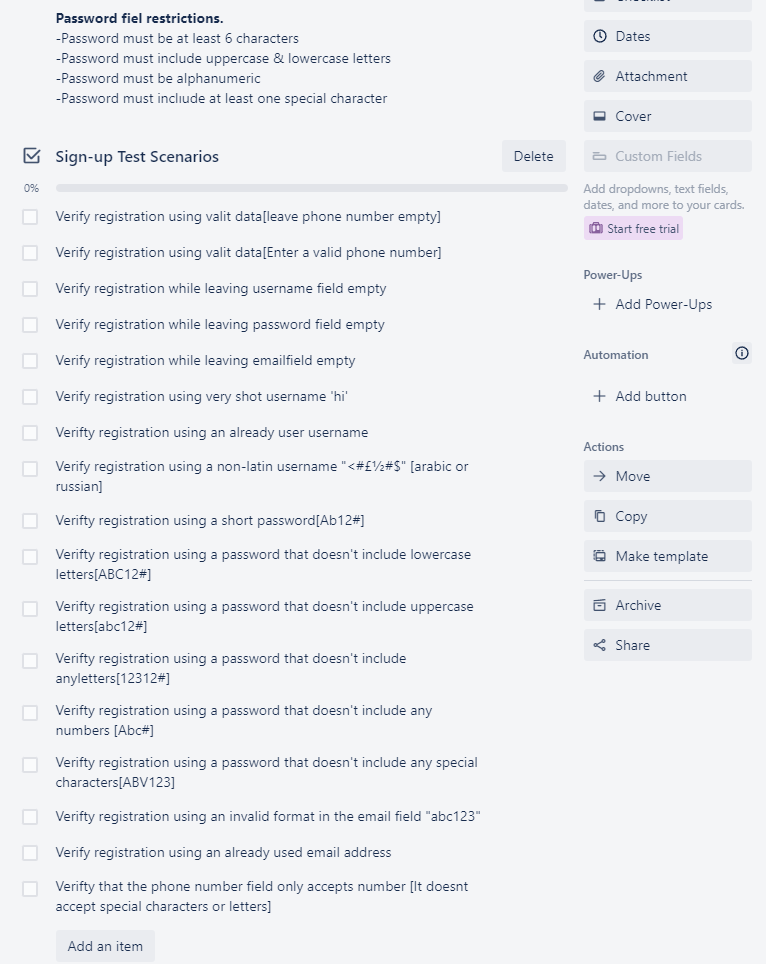 Password fiel restrictions.
-Password must be at least 6 characters
-Password must include uppercase & lowercase letters
-Password must be alphanumeric
-Password must incliude at least one special character
Sign-up Test Scenarios
Delete
0%
Verify registration using valit data[leave phone number empty]
Verify registration using valit data[Enter a valid phone number]
Verify registration while leaving username field empty
Verify registration while leaving password field empty
Verify registration while leaving emailfield empty
Verify registration using very shot username 'hi'
Verifty registration using an already user username
Verify registration using a non-latin username "<#£½#$" [arabic or
russian]
Verifty registration using a short password[Ab12#]
Verifty registration using a password that doesn't include lowercase
letters[ABC12#]
Verifty registration using a password that doesn't include uppercase
letters[abc12#]
Verifty registration using a password that doesn't include
anyletters[12312#]
Verifty registration using a password that doesn't include any
numbers [Abc#]
Verifty registration using a password that doesn't include any special
characters[ABV123]
Verifty registration using an invalid format in the email field "abc123"
Verify registration using an already used email address
Verifty that the phone number field only accepts number [It doesnt
accept special characters or letters]
Add an item
Checklist
Dates
Attachment
Cover
Custom Fields
Add dropdowns, text fields,
dates, and more to your cards.
Start free trial
Power-Ups
Add Power-Ups
Automation
Add button
Actions
Move
Copy
Make template
Archive
Share